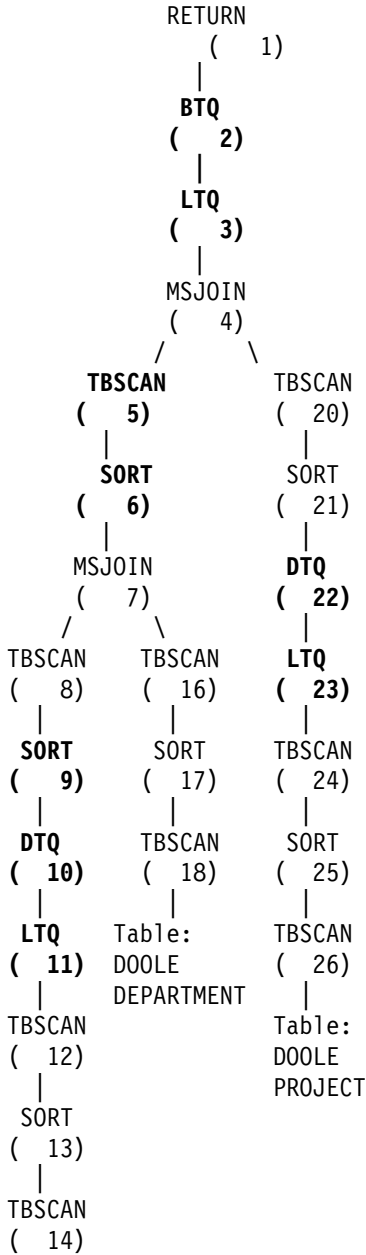 RETURN
( 1)
|
BTQ
( 2)
|
LTQ
( 3)
|
MSJOIN
( 4)
/ \
TBSCAN TBSCAN
( 5) ( 20)
| |
SORT SORT
( 6) ( 21)
| |
MSJOIN DTQ
( 7) ( 22)
/ \ |
TBSCAN TBSCAN LTQ
( 8) ( 16) ( 23)
| | |
SORT SORT TBSCAN
( 9) ( 17) ( 24)
| | |
DTQ TBSCAN SORT
( 10) ( 18) ( 25)
| | |
LTQ Table: TBSCAN
( 11) DOOLE ( 26)
| DEPARTMENT |
TBSCAN Table:
( 12) DOOLE
| PROJECT
SORT
( 13)
|
TBSCAN
( 14)